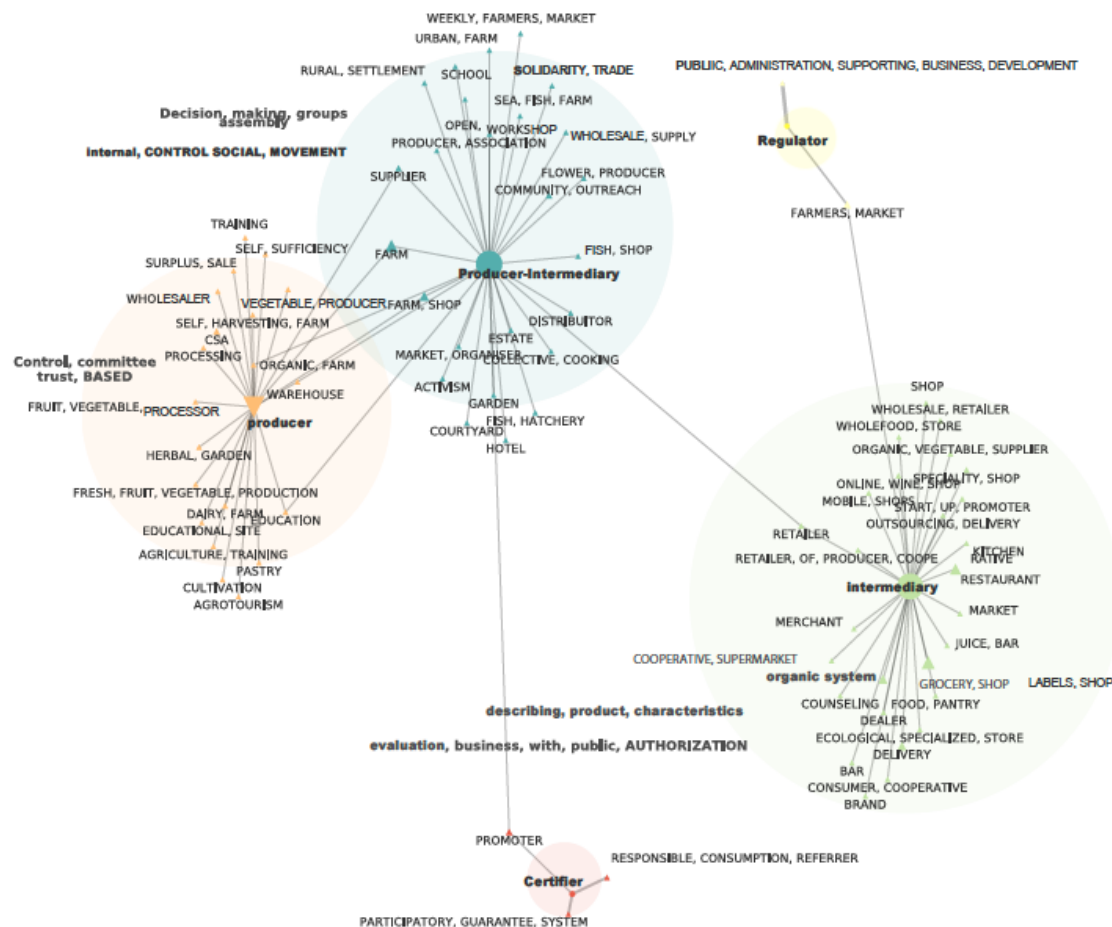 WEEKLY, FARMERS, MARKET
URBAN, FARM
PUBLIIC, ADMINISTRATION, SUPPORTING, BUSINESS, DEVELOPMENT
RURAL, SETTLEMENT
SCHOOL
SOLIDARITY, TRADE
SEA, FISH, FARM
Decision, making, groups
assembly
OPEN, WORKSHOP
WHOLESALE, SUPPLY
PRODUCER, ASSOCIATION
Regulator
internal, CONTROL SOCIAL, MOVEMENT
SUPPLIER
FLOWER, PRODUCER
COMMUNITY, OUTREACH
FARMERS, MARKET
TRAINING
SELF, SUFFICIENCY
FARM
FISH, SHOP
SURPLUS, SALE
Producer-Intermediary
WHOLESALER
VEGETABLE, PRODUCER
FARM, SHOP
SELF, HARVESTING, FARM
DISTRIBUTOR
CSA
ESTATE
PROCESSING
MARKET, ORGANISER
COLLECTIVE, COOKING
Control, committee
trust, BASED
ORGANIC, FARM
WAREHOUSE
ACTIVISM
SHOP
FRUIT, VEGETABLE, PROCESSOR
GARDEN
WHOLESALE, RETAILER
producer
FISH, HATCHERY
WHOLEFOOD, STORE
COURTYARD
HOTEL
ORGANIC, VEGETABLE, SUPPLIER
HERBAL, GARDEN
SPECIALITY, SHOP
ONLINE, WINE, SHOP
FRESH, FRUIT, VEGETABLE, PRODUCTION
MOBILE, SHOPS
START, UP, PROMOTER
DAIRY, FARM
EDUCATION
OUTSOURCING, DELIVERY
EDUCATIONAL, SITE
RETAILER
AGRICULTURE, TRAINING
KITCHEN
RETAILER, OF, PRODUCER, COOPE RATIVE
PASTRY
RESTAURANT
CULTIVATION
intermediary
AGROTOURISM
MARKET
MERCHANT
JUICE, BAR
COOPERATIVE, SUPERMARKET
organic system
GROCERY, SHOP
LABELS, SHOP
COUNSELING
FOOD, PANTRY
describing, product, characteristics
DEALER
ECOLOGICAL, SPECIALIZED, STORE
evaluation, business, with, public, AUTHORIZATION
DELIVERY
BAR
CONSUMER, COOPERATIVE
BRAND
PROMOTER
RESPONSIBLE, CONSUMPTION, REFERRER
Certifier
PARTICIPATORY, GUARANTEE, SYSTEM